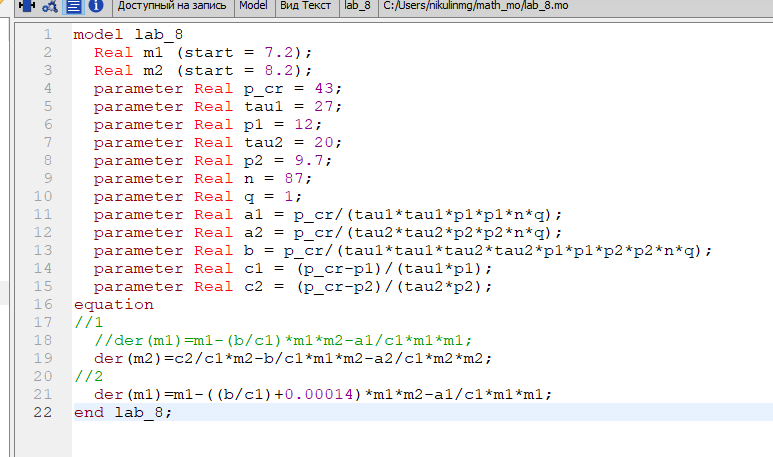 Доступный на запись Model Вид Текст lab_8 C:/Users/nikulinmg/math_mo/lab_8.mo
1 model lab_8
2 Real m1 (start = 7.2);
3 Real m2 (start = 8.2);
4 parameter Real p_cr = 43;
5 parameter Real tau1 = 27;
6 parameter Real p1 = 12;
7 parameter Real tau2 = 20;
8 parameter Real p2 = 9.7;
9 parameter Real n = 87;
10 parameter Real q = 1;
11 parameter Real a1 = p_cr/(tau1*tau1*p1*p1*n*q);
12 parameter Real a2 = p_cr/(tau2*tau2*p2*p2*n*q);
13 parameter Real b = p_cr/(tau1*tau1*tau2*tau2*p1*p1*p2*p2*n*q);
14 parameter Real c1 = (p_cr-p1)/(tau1*p1);
15 parameter Real c2 = (p_cr-p2)/(tau2*p2);
16 equation
17 //1
18 //der(m1)=m1-(b/c1)*m1*m2-a1/c1*m1*m1;
19 der(m2)=c2/c1*m2-b/c1*m1*m2-a2/c1*m2*m2;
20 //2
21 der(m1)=m1-((b/c1)+0.00014)*m1*m2-a1/c1*m1*m1;
22 end lab_8;